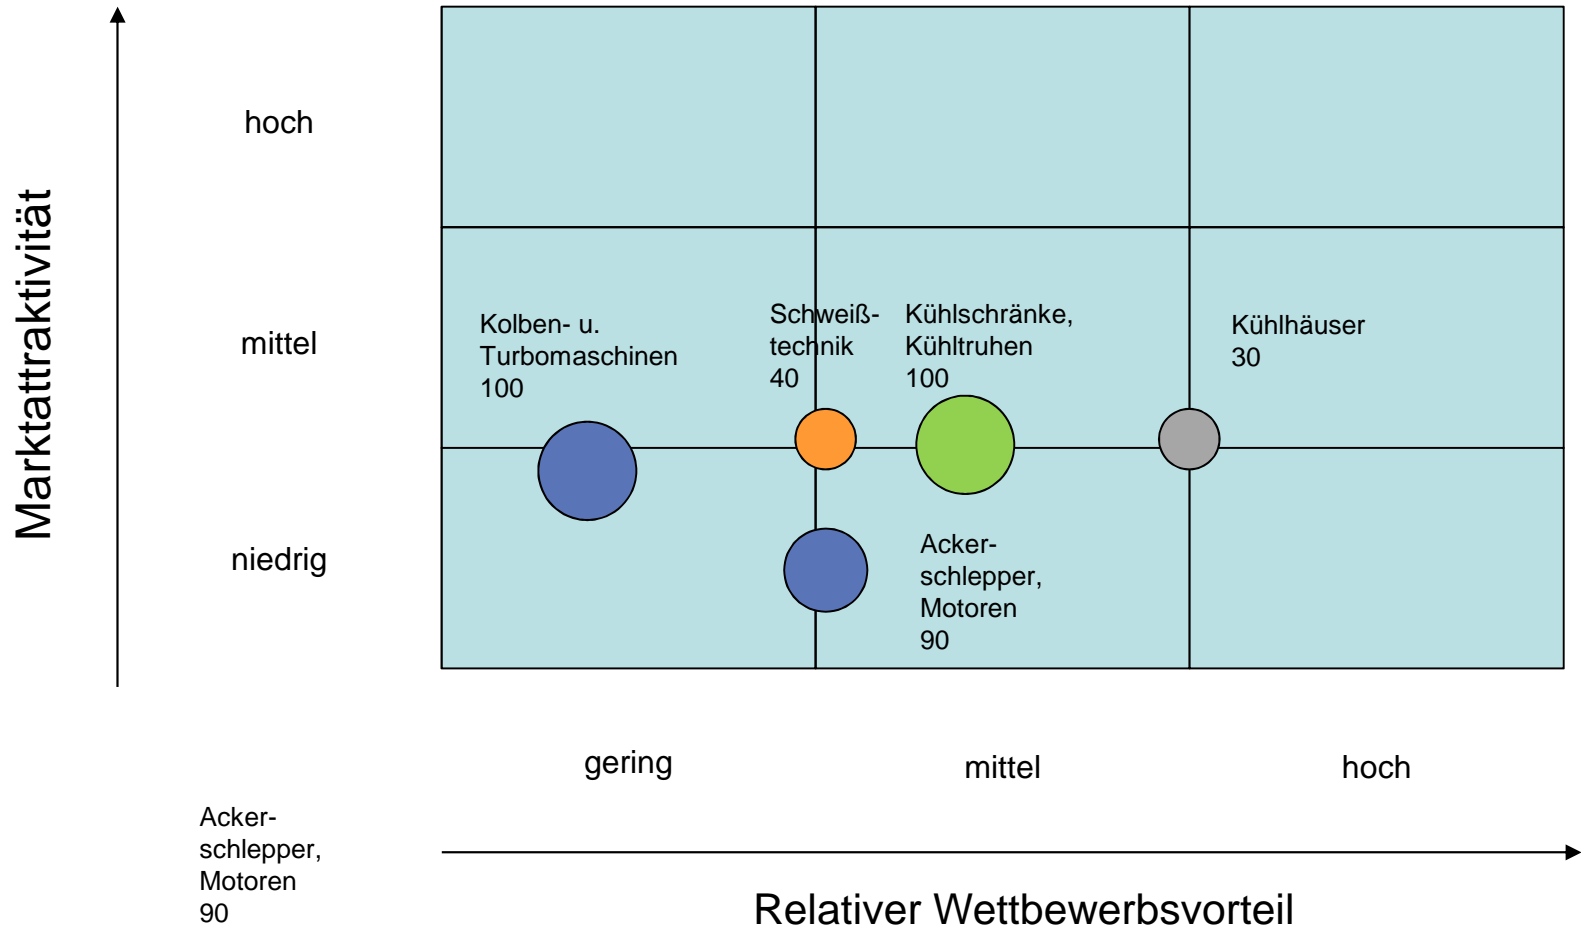 Marktattraktivität
hoch
mittel
niedrig
Kolben- u.
Turbomaschinen
100
Schweiß-
technik
40
Kühlschränke,
Kühltruhen
100
Kühlhäuser
30
Acker-
schlepper,
Motoren
90
gering
mittel
hoch
Acker-
schlepper,
Motoren
90
Relativer Wettbewerbsvorteil